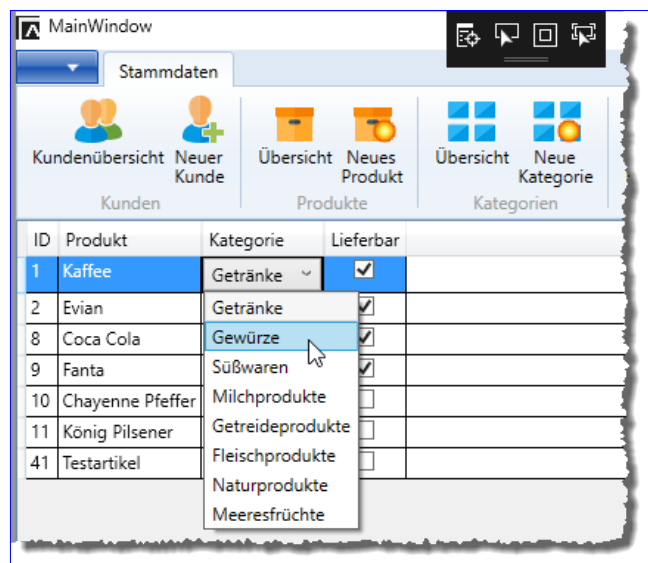 MainWindow
Stammdaten
Kundenübersicht Neuer Kunde
Übersicht Neues Produkt
Übersicht Neue Kategorie
Kunden Produkte Kategorien
ID Produkt Kategorie Lieferbar
1 Kaffee Getränke
2 Evian
8 Coca Cola
9 Fanta
10 Chayenne Pfeffer
11 König Pilsener
41 Testartikel
Getränke
Gewürze
Süßwaren
Milchprodukte
Getreideprodukte
Fleischprodukte
Naturprodukte
Meeresfrüchte